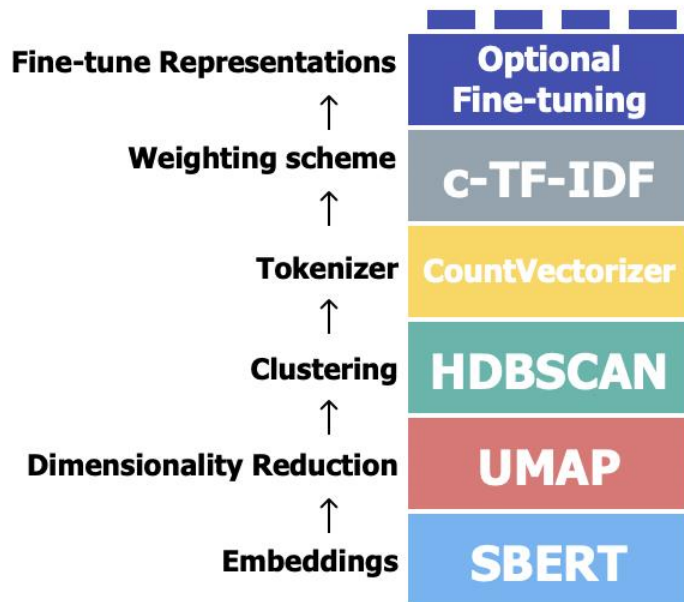 Fine-tune Representations
Optional
Fine-tuning
↑
Weighting scheme
c-TF-IDF
↑
Tokenizer
CountVectorizer
↑
Clustering
HDBSCAN
↑
Dimensionality Reduction
UMAP
↑
Embeddings
SBERT